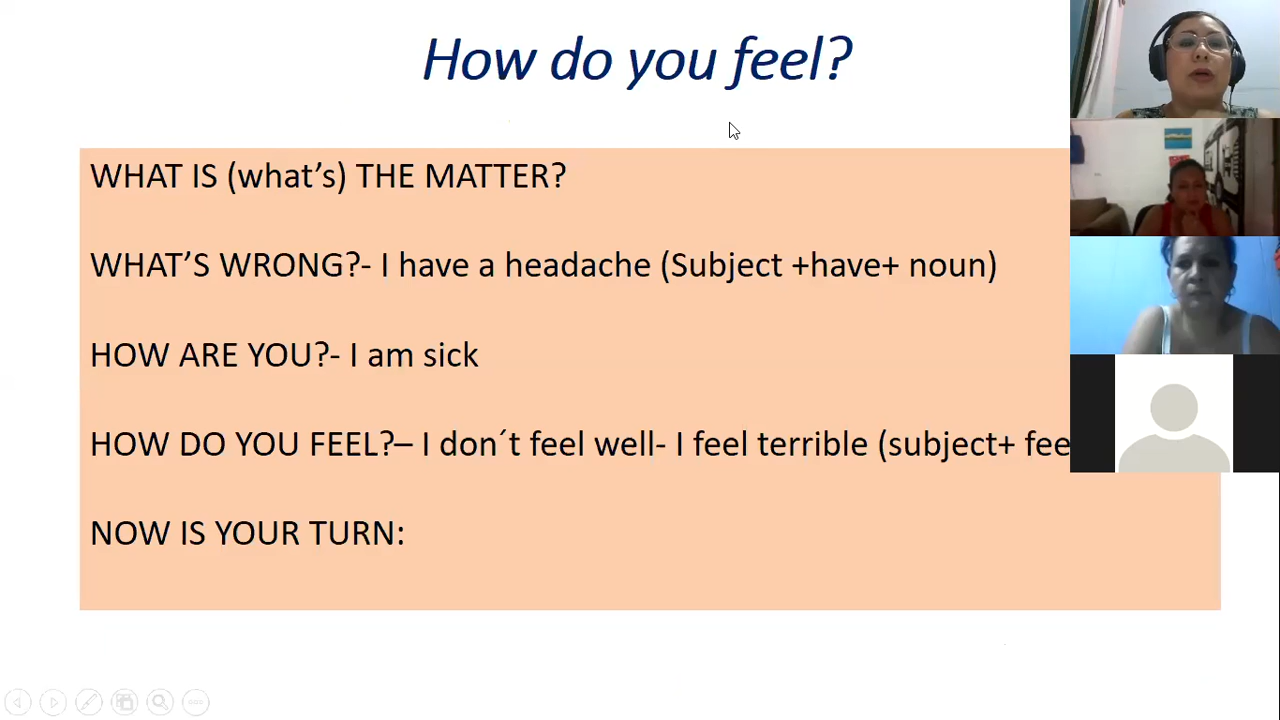 How do you feel?
WHAT IS (what’s) THE MATTER?
WHAT’S WRONG?- I have a headache (Subject +have+ noun)
HOW ARE YOU?- I am sick
HOW DO YOU FEEL?– I don´t feel well- I feel terrible (subject+
NOW IS YOUR TURN: